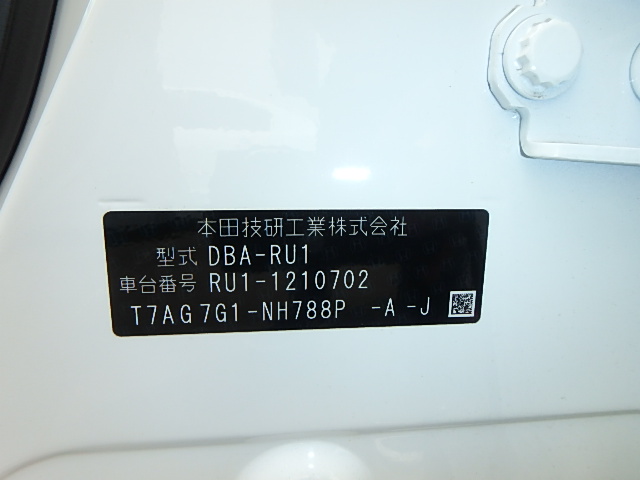 本田技研工業株式会社
型式 DBA-RU1
車台番号 RU1-1210702
T7AG7G1-NH788P -A-J